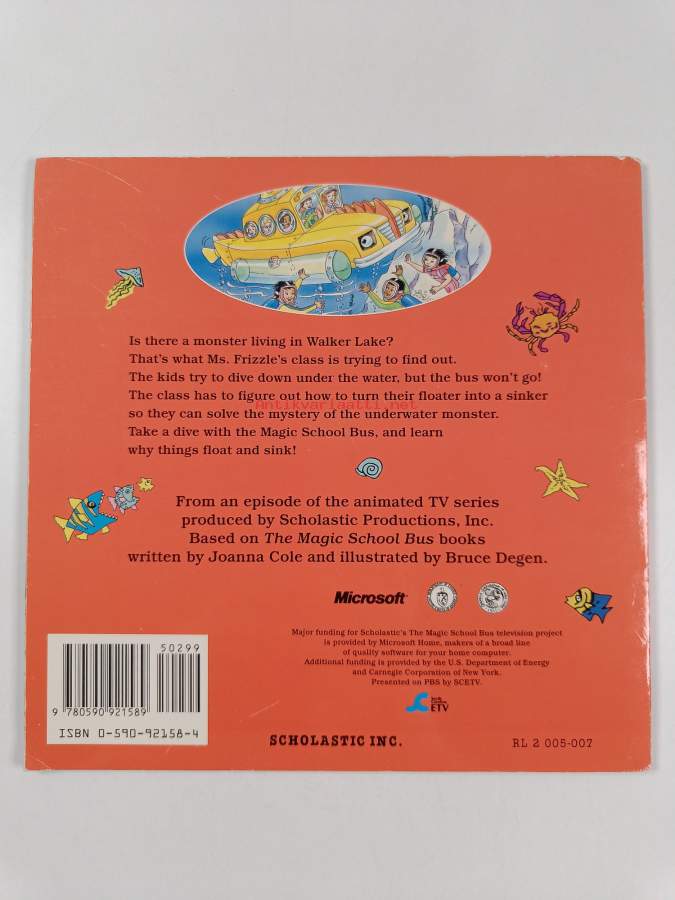 Is there a monster living in Walker Lake?
That's what Ms. Frizzle's class is trying to find out.
The kids try to dive down under the water, but the bus won't go!
The class has to figure out how to turn their floater into a sinker
antikvariaatti.net
so they can solve the mystery of the underwater monster.
Take a dive with the Magic School Bus, and learn
why things float and sink!
From an episode of the animated TV series
produced by Scholastic Productions, Inc.
Based on The Magic School Bus books
written by Joanna Cole and illustrated by Bruce Degen.
Microsoft
Major funding for Scholastic's The Magic School Bus television project
is provided by Microsoft Home, makers of a broad line
of quality software for your home computer.
Additional funding is provided by the U.S. Department of Energy
and Carnegie Corporation of New York.
Presented on PBS by SCETV.
ETV
50299
9 780590 921589
ISBN 0-590-92158-4
SCHOLASTIC INC.
RL 2 005-007